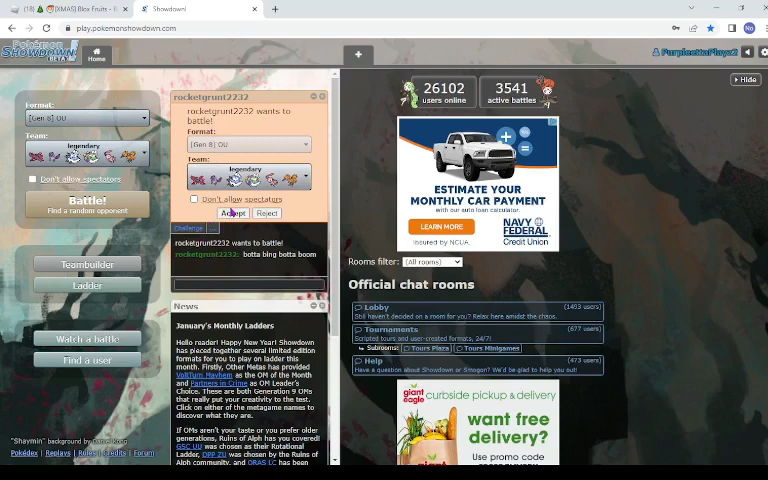 (18) 🎄 [XMAS] Blox Fruits - 
Showdown!
play.pokemonshowdown.com
Pokémon
SHOWDOWN!
BETA
Home
PurpleettaPlayz2
Format:
[Gen 8] OU
Team:
legendary
Don't allow spectators
Battle!
Find a random opponent
Teambuilder
Ladder
Watch a battle
Find a user
"Shaymin" background by
Pokédex | Replays | Rules | Credits | Forum
rocketgrunt2232
rocketgrunt2232 wants to
battle!
Format:
[Gen 8] OU
Team:
legendary
Don't allow spectators
Accept Reject
Challenge ...
rocketgrunt2232 wants to battle!
rocketgrunt2232: botta bing botta boom
News
January's Monthly Ladders
Hello reader! Happy New Year! Showdown
has pieced together several limited edition
formats for you to play on ladder this
month. Firstly, Other Metas has provided
VoltTurn Mayhem as the OM of the Month
and Partners in Crime as OM Leader's
Choice. These are both Generation 9 OMs
that really put your creativity to the test.
Click on either of the metagame names to
discover what they are.
If OMs aren't your taste or you prefer older
generations, Ruins of Alph has you covered!
GSC UU was chosen as their Rotational
Ladder, DPP ZU was chosen by the Ruins
of Alph community, and ORAS LC has been
26102
users online
3541
active battles
Hide
ESTIMATE YOUR
MONTHLY CAR PAYMENT
with our auto loan calculator.
LEARN MORE
Insured by NCUA.
NAVY
FEDERAL
Credit Union
Rooms filter: [All rooms]
Official chat rooms
Lobby (1493 users)
Still haven't decided on a room for you? Relax here amidst the chaos.
Tournaments (677 users)
Scripted tours and user-created formats, 24/7!
Subrooms: Tours Plaza Tours Minigames
Help (473 users)
Have a question about Showdown or Smogon? We'd be glad to help you out!
giant eagle curbside pickup & delivery
want free
delivery?
Use promo code